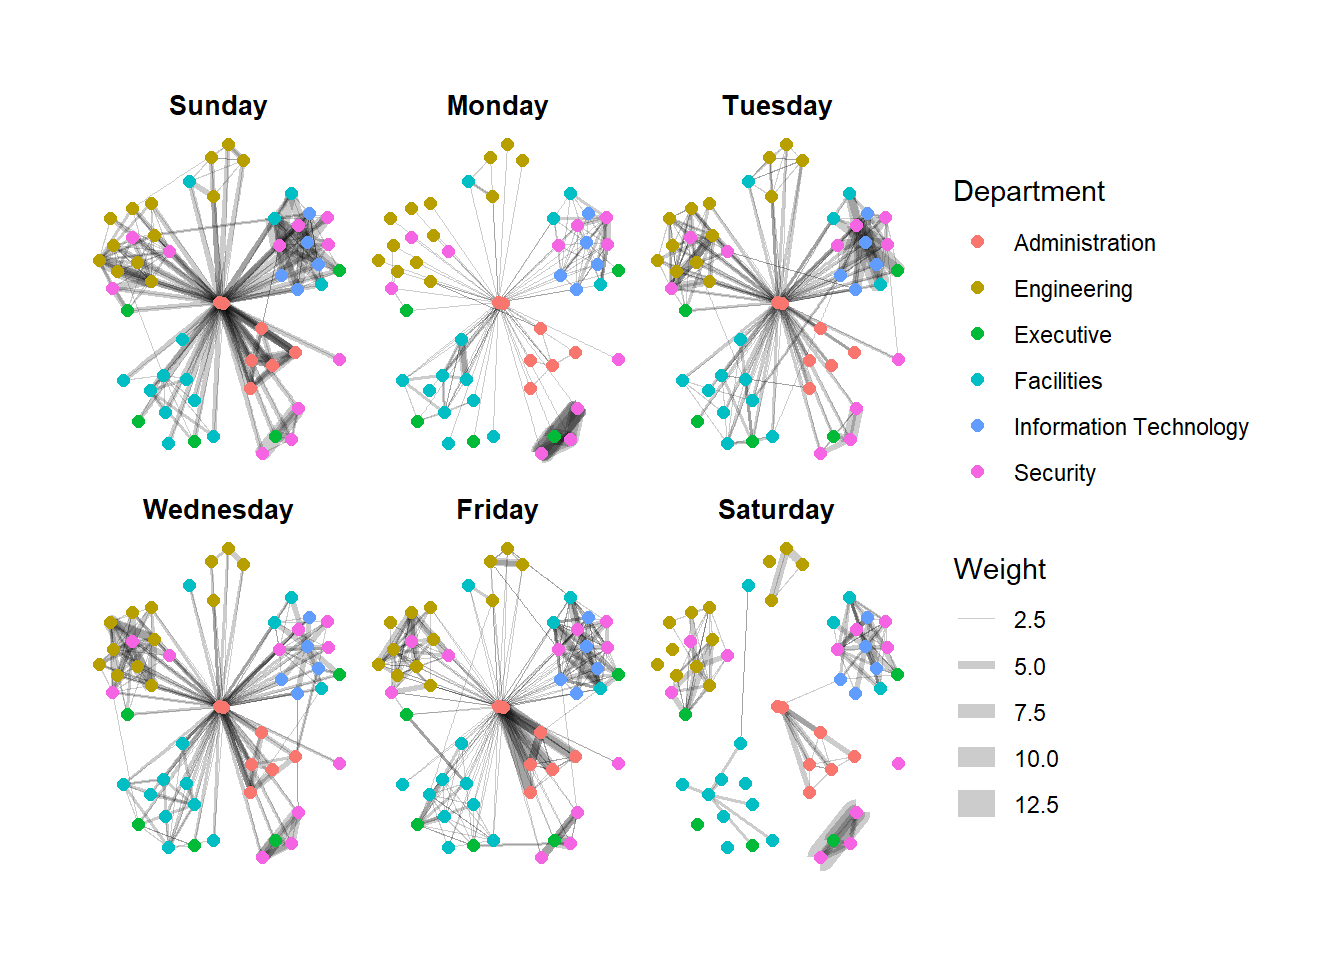 Sunday
Monday
Tuesday
Wednesday
Friday
Saturday
Department
Administration
Engineering
Executive
Facilities
Information Technology
Security
Weight
2.5
5.0
7.5
10.0
12.5